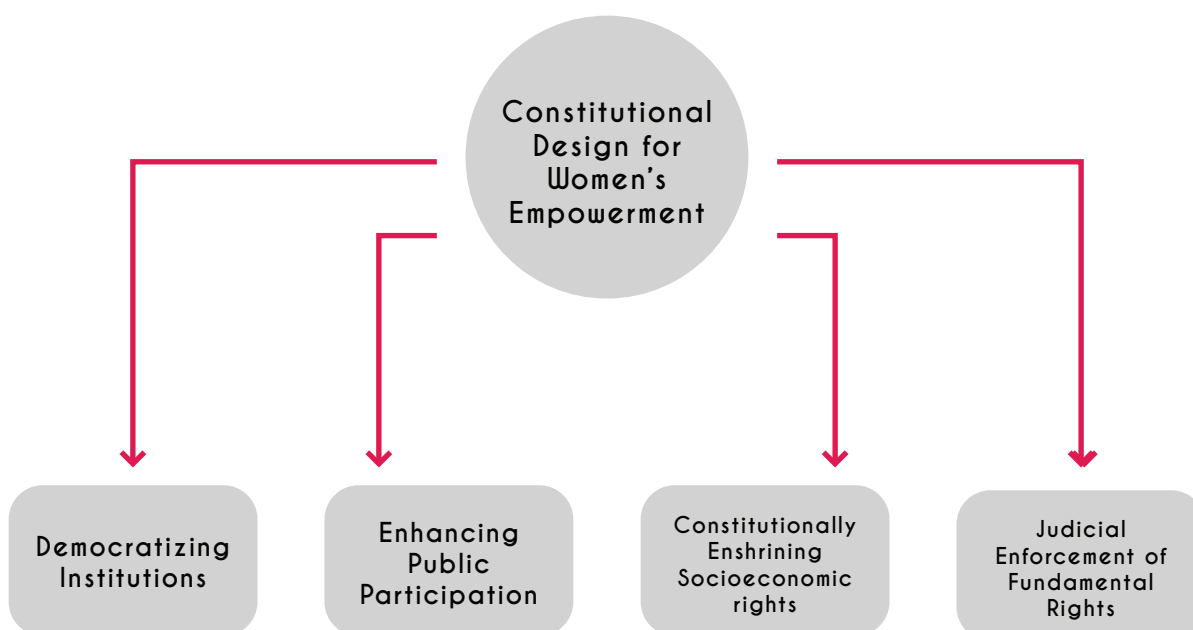 Constitutional
Design for
Women's
Empowerment
Democratizing
Institutions
Enhancing
Public
Participation
Constitutionally
Enshrining
Socioeconomic
rights
Judicial
Enforcement of
Fundamental
Rights